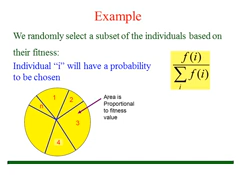 Example
We randomly select a subset of the individuals based on
their fitness:
Individual “i” will have a probability
to be chosen
f(i)
∑ f(i)
i
Area is
Proportional
to fitness
value
1
2
3
4